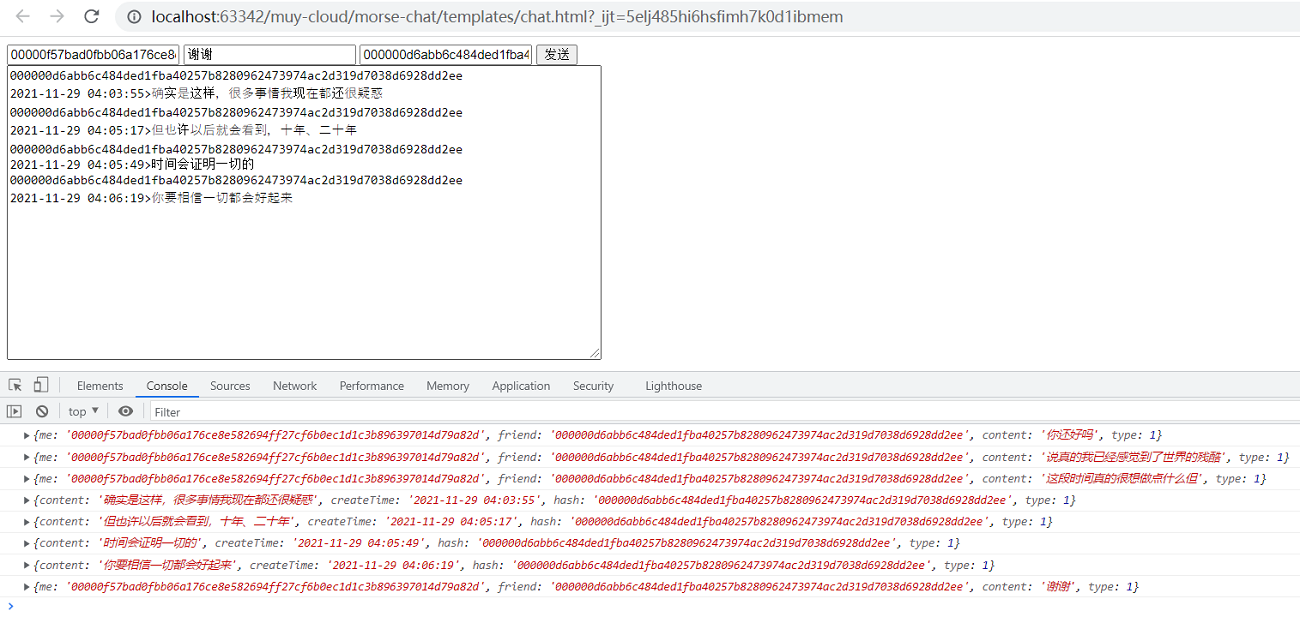 localhost:63342/muy-cloud/morse-chat/templates/chat.html?_ijt=5elj485hi6hsfimh7k0d1ibmem
00000f57bad0fbb06a176ce8 谢谢 000000d6abb6c484ded1fba4 发送
000000d6abb6c484ded1fba40257b8280962473974ac2d319d7038d6928dd2ee
2021-11-29 04:03:55>确实是这样，很多事情我现在都还很疑惑
000000d6abb6c484ded1fba40257b8280962473974ac2d319d7038d6928dd2ee
2021-11-29 04:05:17>但也许以后就会看到，十年、二十年
000000d6abb6c484ded1fba40257b8280962473974ac2d319d7038d6928dd2ee
2021-11-29 04:05:49>时间会证明一切的
000000d6abb6c484ded1fba40257b8280962473974ac2d319d7038d6928dd2ee
2021-11-29 04:06:19>你要相信一切都会好起来
Elements Console Sources Network Performance Memory Application Security Lighthouse
top Filter
{me: '00000f57bad0fbb06a176ce8e582694ff27cf6b0ec1d1c3b896397014d79a82d', friend: '000000d6abb6c484ded1fba40257b8280962473974ac2d319d7038d6928dd2ee', content: '你还好吗', type: 1}
{me: '00000f57bad0fbb06a176ce8e582694ff27cf6b0ec1d1c3b896397014d79a82d', friend: '000000d6abb6c484ded1fba40257b8280962473974ac2d319d7038d6928dd2ee', content: '说真的我已经感觉到了世界的残酷', type: 1}
{me: '00000f57bad0fbb06a176ce8e582694ff27cf6b0ec1d1c3b896397014d79a82d', friend: '000000d6abb6c484ded1fba40257b8280962473974ac2d319d7038d6928dd2ee', content: '这段时间真的很想做点什么但', type: 1}
{content: '确实是这样，很多事情我现在都还很疑惑', createTime: '2021-11-29 04:03:55', hash: '000000d6abb6c484ded1fba40257b8280962473974ac2d319d7038d6928dd2ee', type: 1}
{content: '但也许以后就会看到，十年、二十年', createTime: '2021-11-29 04:05:17', hash: '000000d6abb6c484ded1fba40257b8280962473974ac2d319d7038d6928dd2ee', type: 1}
{content: '时间会证明一切的', createTime: '2021-11-29 04:05:49', hash: '000000d6abb6c484ded1fba40257b8280962473974ac2d319d7038d6928dd2ee', type: 1}
{content: '你要相信一切都会好起来', createTime: '2021-11-29 04:06:19', hash: '000000d6abb6c484ded1fba40257b8280962473974ac2d319d7038d6928dd2ee', type: 1}
{me: '00000f57bad0fbb06a176ce8e582694ff27cf6b0ec1d1c3b896397014d79a82d', friend: '000000d6abb6c484ded1fba40257b8280962473974ac2d319d7038d6928dd2ee', content: '谢谢', type: 1}